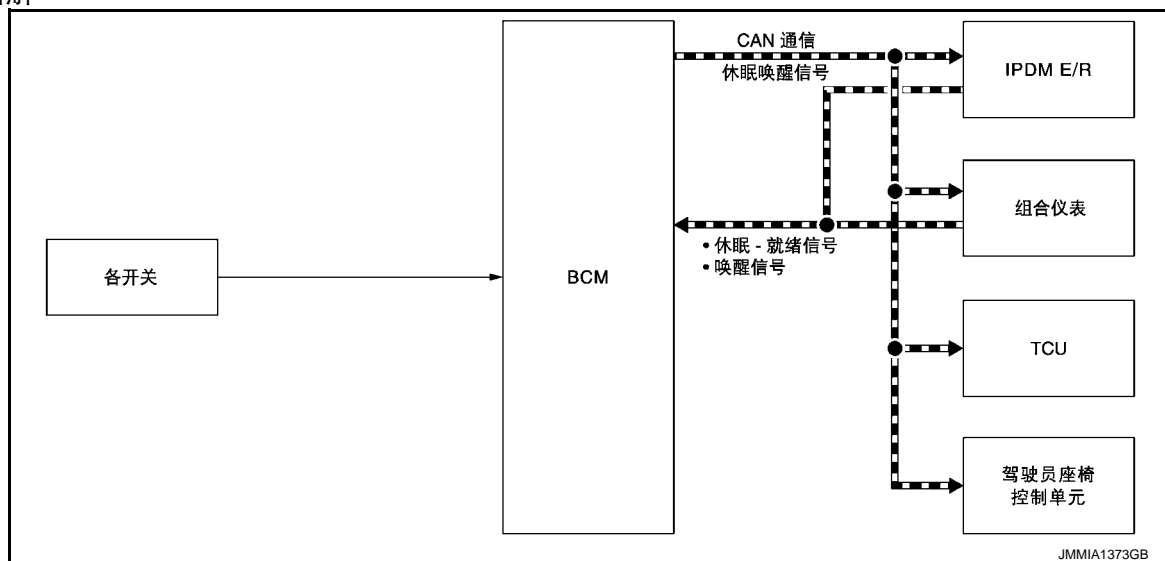 CAN 通信
休眠唤醒信号
IPDM E/R
组合仪表
• 休眠 - 就绪信号
• 唤醒信号
各开关
BCM
TCU
驾驶员座椅
控制单元
JMMIA1373GB